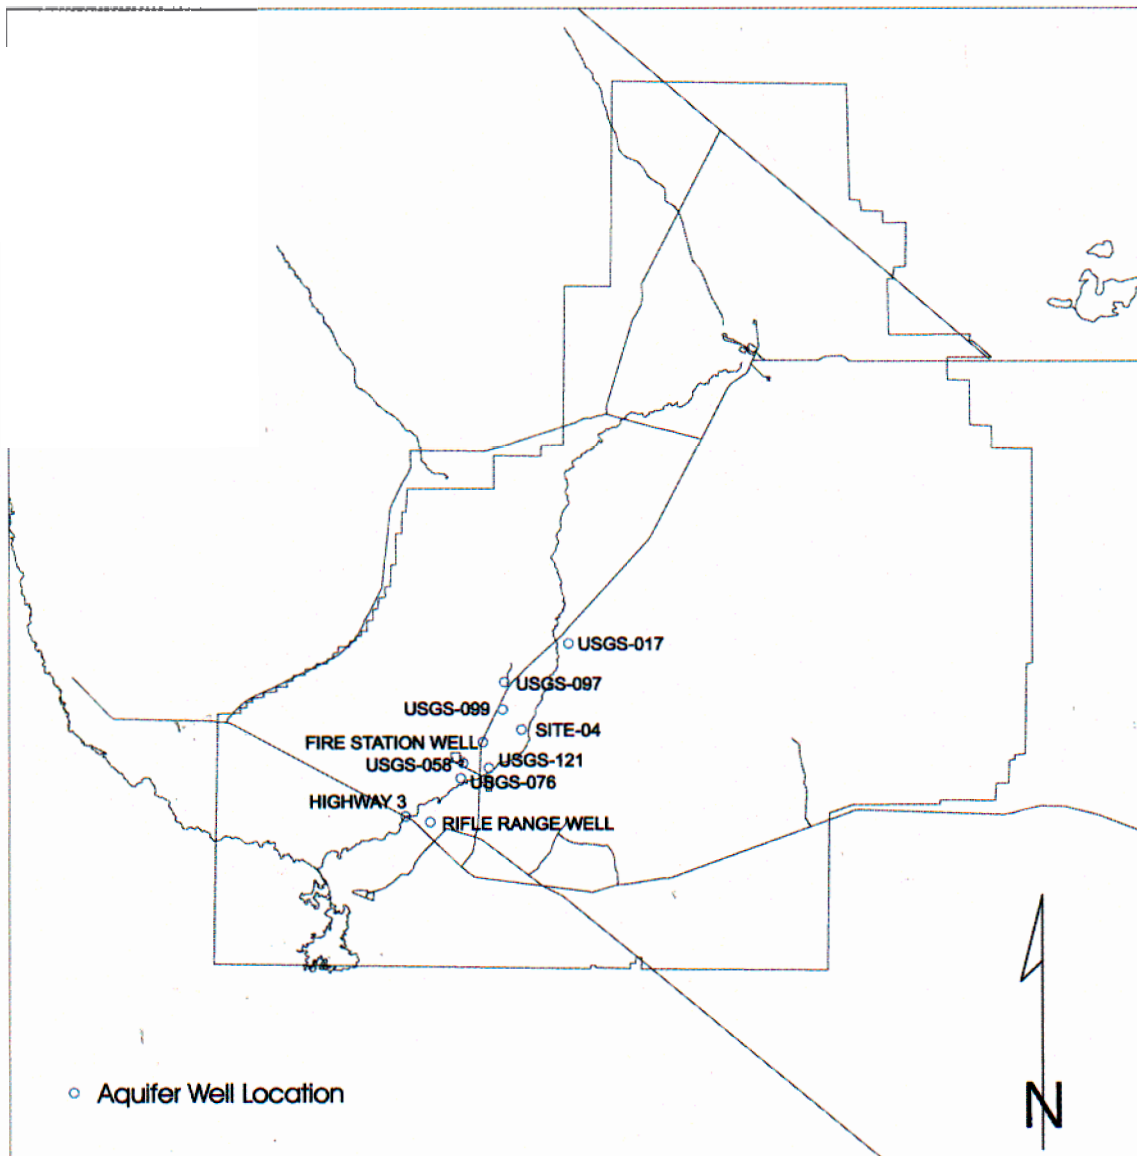 USGS-017
USGS-097
USGS-099
SITE-04
FIRE STATION WELL
USGS-121
USGS-058
USGS-076
HIGHWAY 3
RIFLE RANGE WELL
Aquifer Well Location
N